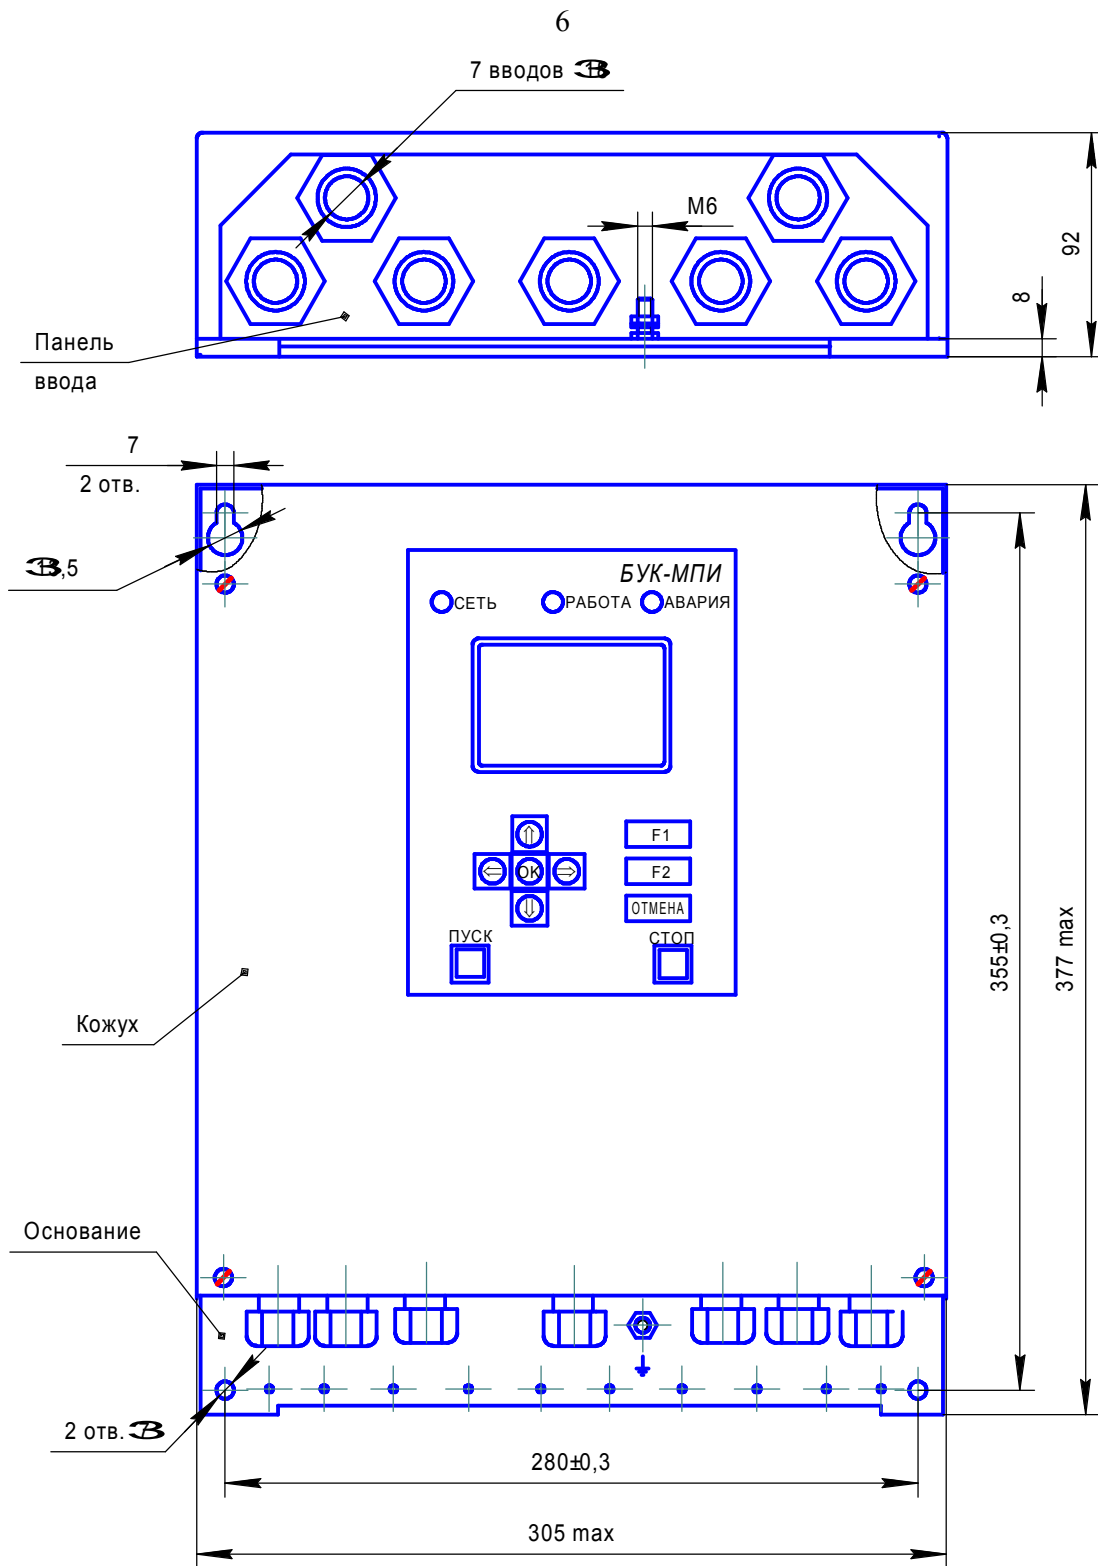 6
7 вводов
M6
92
8
Панель
ввода
7
2 отв.
,5
БУК-МПИ
СЕТЬ
РАБОТА
АВАРИЯ
F1
OK
F2
ОТМЕНА
ПУСК
СТОП
355±0,3
377 max
Кожух
Основание
2 отв.
280±0,3
305 max